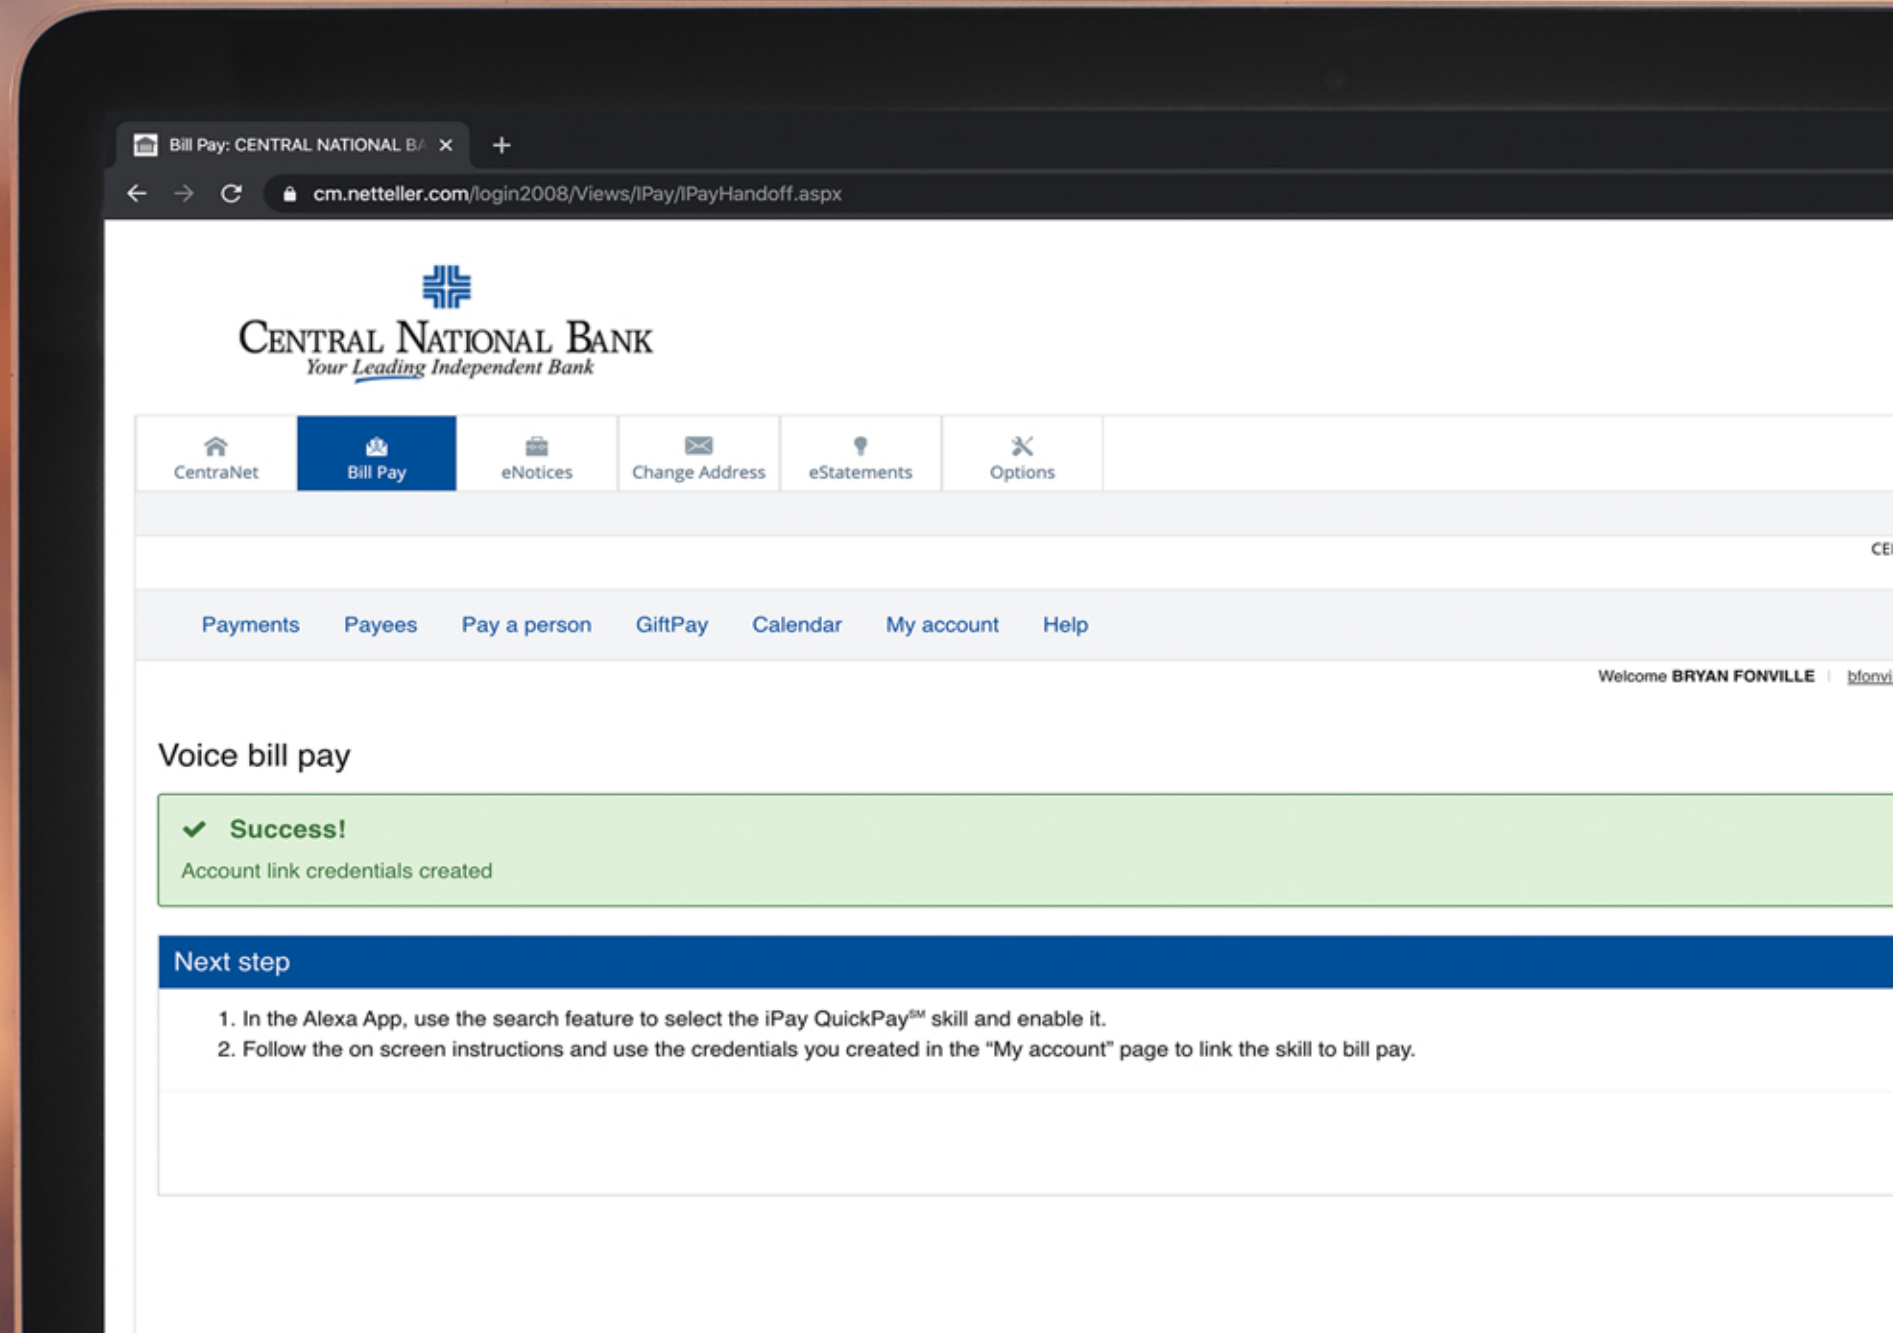 Bill Pay: CENTRAL NATIONAL
cm.netteller.com/login2008/Views/IPay/IPayHandoff.aspx
CENTRAL NATIONAL BANK
Your Leading Independent Bank
CentraNet Bill Pay eNotices Change Address eStatements Options
Payments Payees Pay a person GiftPay Calendar My account Help
Welcome BRYAN FONVILLE
Voice bill pay
Success!
Account link credentials created
Next step
1. In the Alexa App, use the search feature to select the iPay QuickPay℠ skill and enable it.
2. Follow the on screen instructions and use the credentials you created in the “My account” page to link the skill to bill pay.